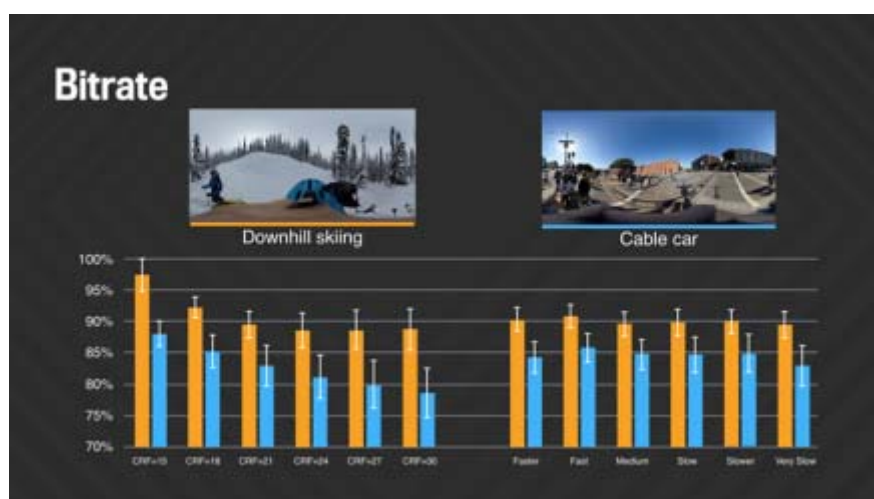 Bitrate
Downhill skiing
Cable car
100%
95%
90%
85%
80%
75%
70%
CRF=15 CRF=18 CRF=21 CRF=24 CRF=27 CRF=30 Faster Fast Medium Slow Slower Very Slow